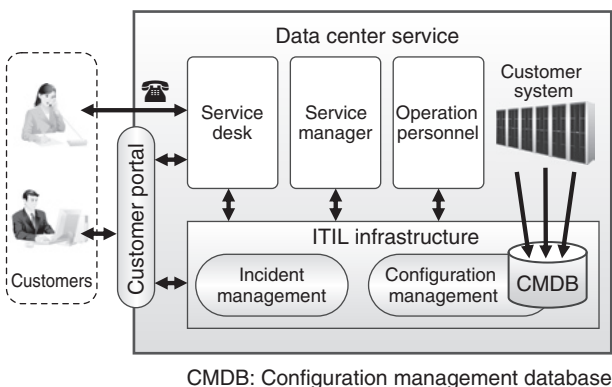 Data center service
Service
desk
Service
manager
Operation
personnel
Customer
system
Customer portal
Customers
ITIL infrastructure
Incident
management
Configuration
management
CMDB
CMDB: Configuration management database